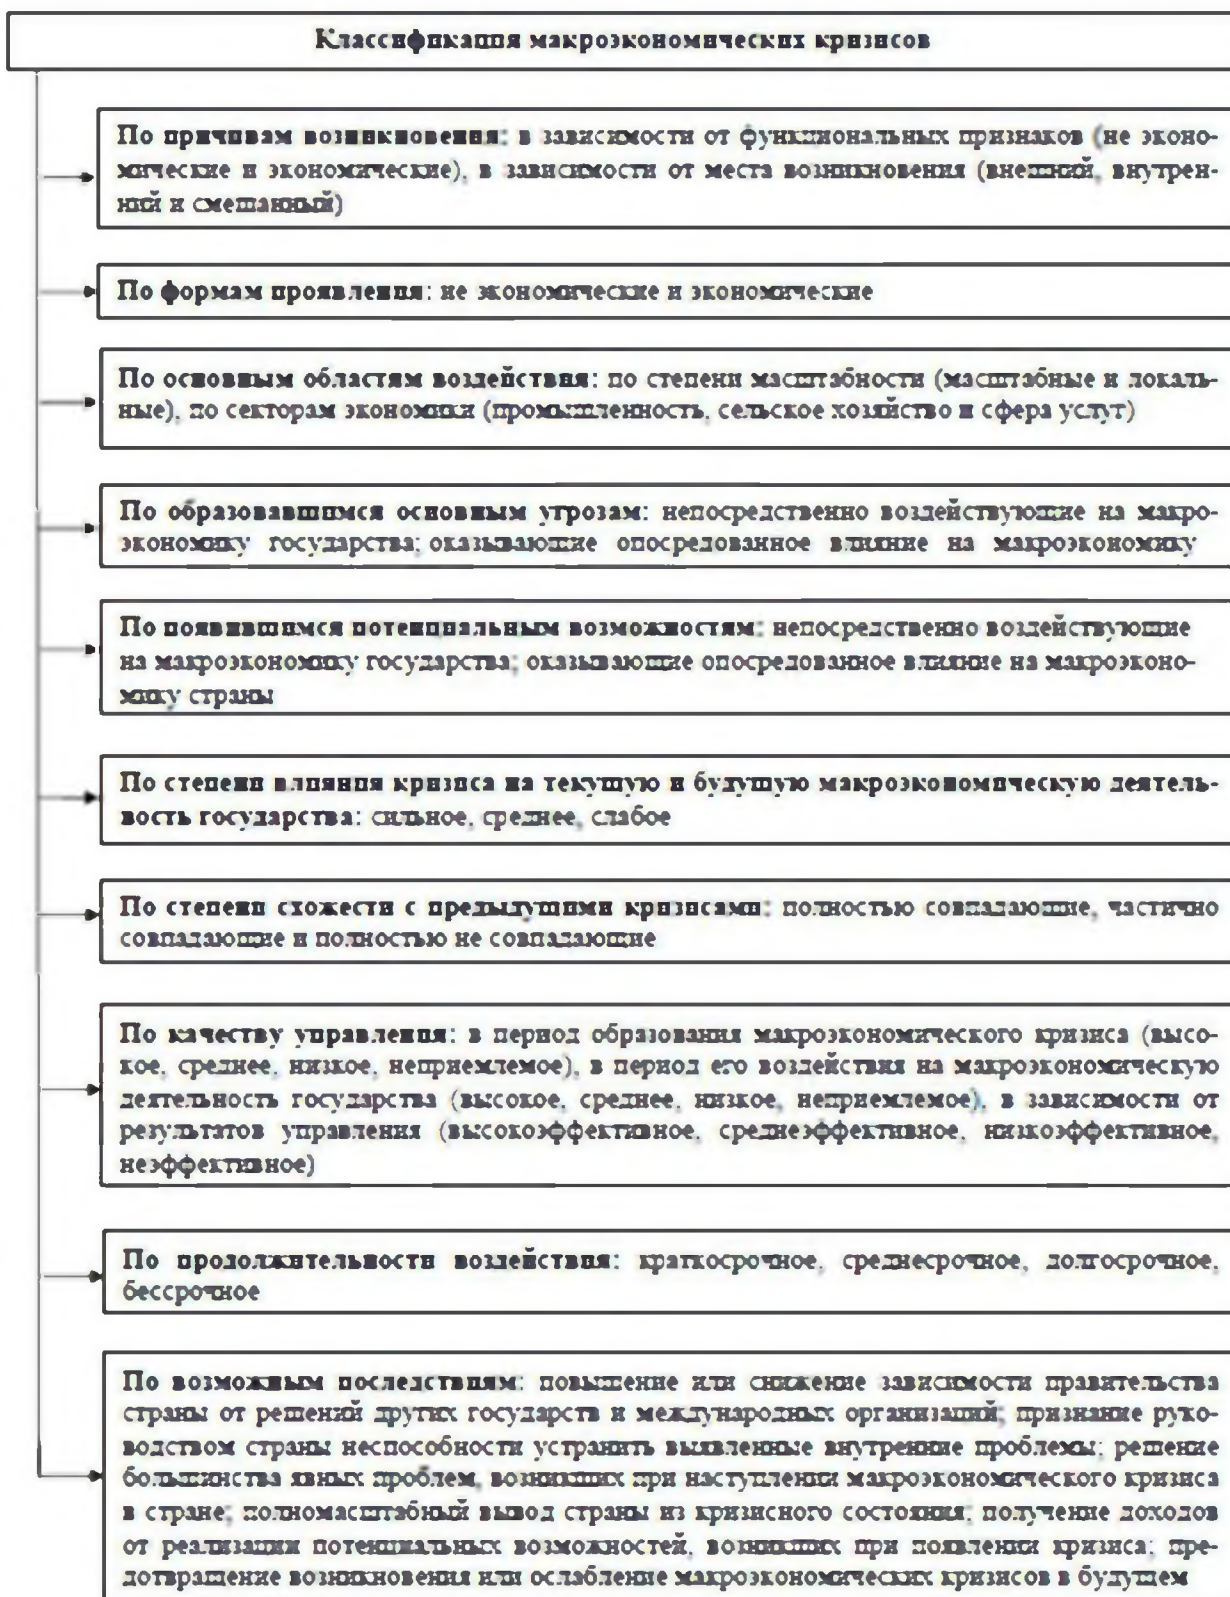 Классификация макроэкономических кризисов
По причинам возникновения: в зависимости от функциональных признаков (не эконо-
мические и экономические), в зависимости от места возникновения (внешний, внутрен-
ний и смешанный)
По формам проявления: не экономические и экономические
По основным областям воздействия: по степени масштабности (масштабные и локаль-
ные), по секторам экономики (промышленность, сельское хозяйство и сфера услуг)
По образовавшимся основным угрозам: непосредственно воздействующие на макро-
экономику государства; оказывающие опосредованное влияние на макроэкономику
По появившимся потенциальным возможностям: непосредственно воздействующие
на макроэкономику государства; оказывающие опосредованное влияние на макроэконо-
мику страны
По степени влияния кризиса на текущую и будущую макроэкономическую деятель-
ность государства: сильное, среднее, слабое
По степени схожести с предыдущими кризисами: полностью совпадающие, частично
совпадающие и полностью не совпадающие
По качеству управления: в период образования макроэкономического кризиса (высо-
кое, среднее, низкое, неприемлемое), в период его воздействия на макроэкономическую
деятельность государства (высокое, среднее, низкое, неприемлемое), в зависимости от
результатов управления (высокоэффективное, среднеэффективное, низкоэффективное,
неэффективное)
По продолжительности воздействия: краткосрочное, среднесрочное, долгосрочное,
бессрочное
По возможным последствиям: повышение или снижение зависимости правительства
страны от решений других государств и международных организаций; признание руко-
водством страны неспособности устранить выявленные внутренние проблемы; решение
большинства явных проблем, возникших при наступлении макроэкономического кризиса
в стране; полномасштабный вывод страны из кризисного состояния; получение доходов
от реализации потенциальных возможностей, возникших при появлении кризиса; пре-
дотвращение возникновения или ослабление макроэкономических кризисов в будущем